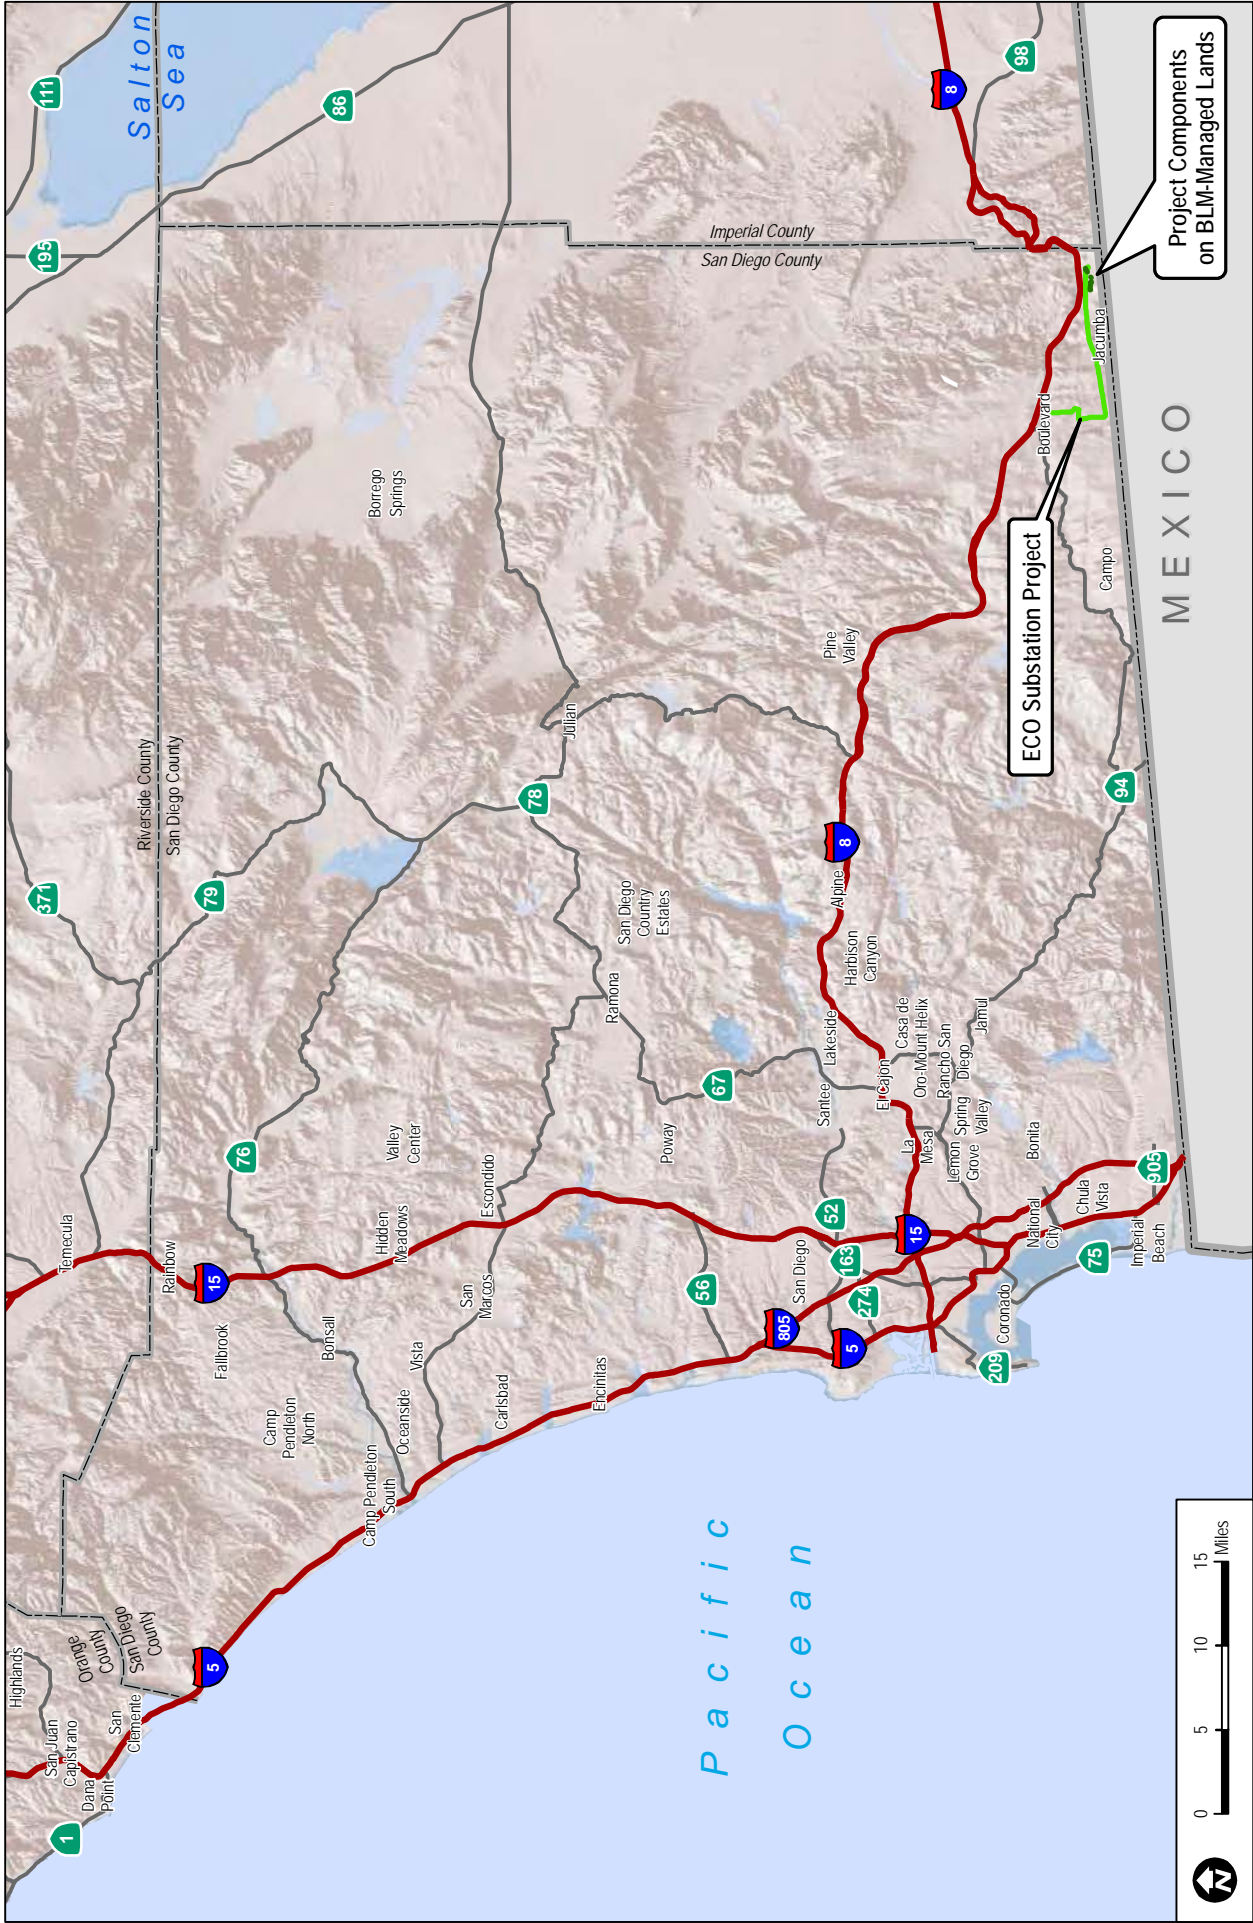 Highlands
San Juan
Capistrano
Dana
Point
San
Clemente
1
Orange
County
San Diego
County
5
Temecula
371
195
111
Salton
Sea
86
Riverside County
San Diego County
79
Rainbow
15
Fallbrook
76
Bonsall
Camp
Pendleton
North
Camp Pendleton
South
Oceanside
Vista
San
Marcos
Hidden
Meadows
Valley
Center
Escondido
Carlsbad
Encinitas
Borrego
Springs
78
Julian
Ramona
San Diego
Country
Estates
Poway
67
56
Imperial County
San Diego County
Pacific
Ocean
San Diego
805
5
52
163
274
15
Santee
Lakeside
El Cajon
La
Mesa
Harbison
Canyon
Alpine
8
Pine
Valley
Casa de
Oro-Mount Helix
Rancho San
Diego
Spring
Valley
Lemon
Grove
Jamul
Bonita
National
City
Chula
Vista
Coronado
209
75
Imperial
Beach
905
94
Campo
Boulevard
Jacumba
8
98
ECO Substation Project
Project Components
on BLM-Managed Lands
MEXICO
N
0
5
10
15
Miles